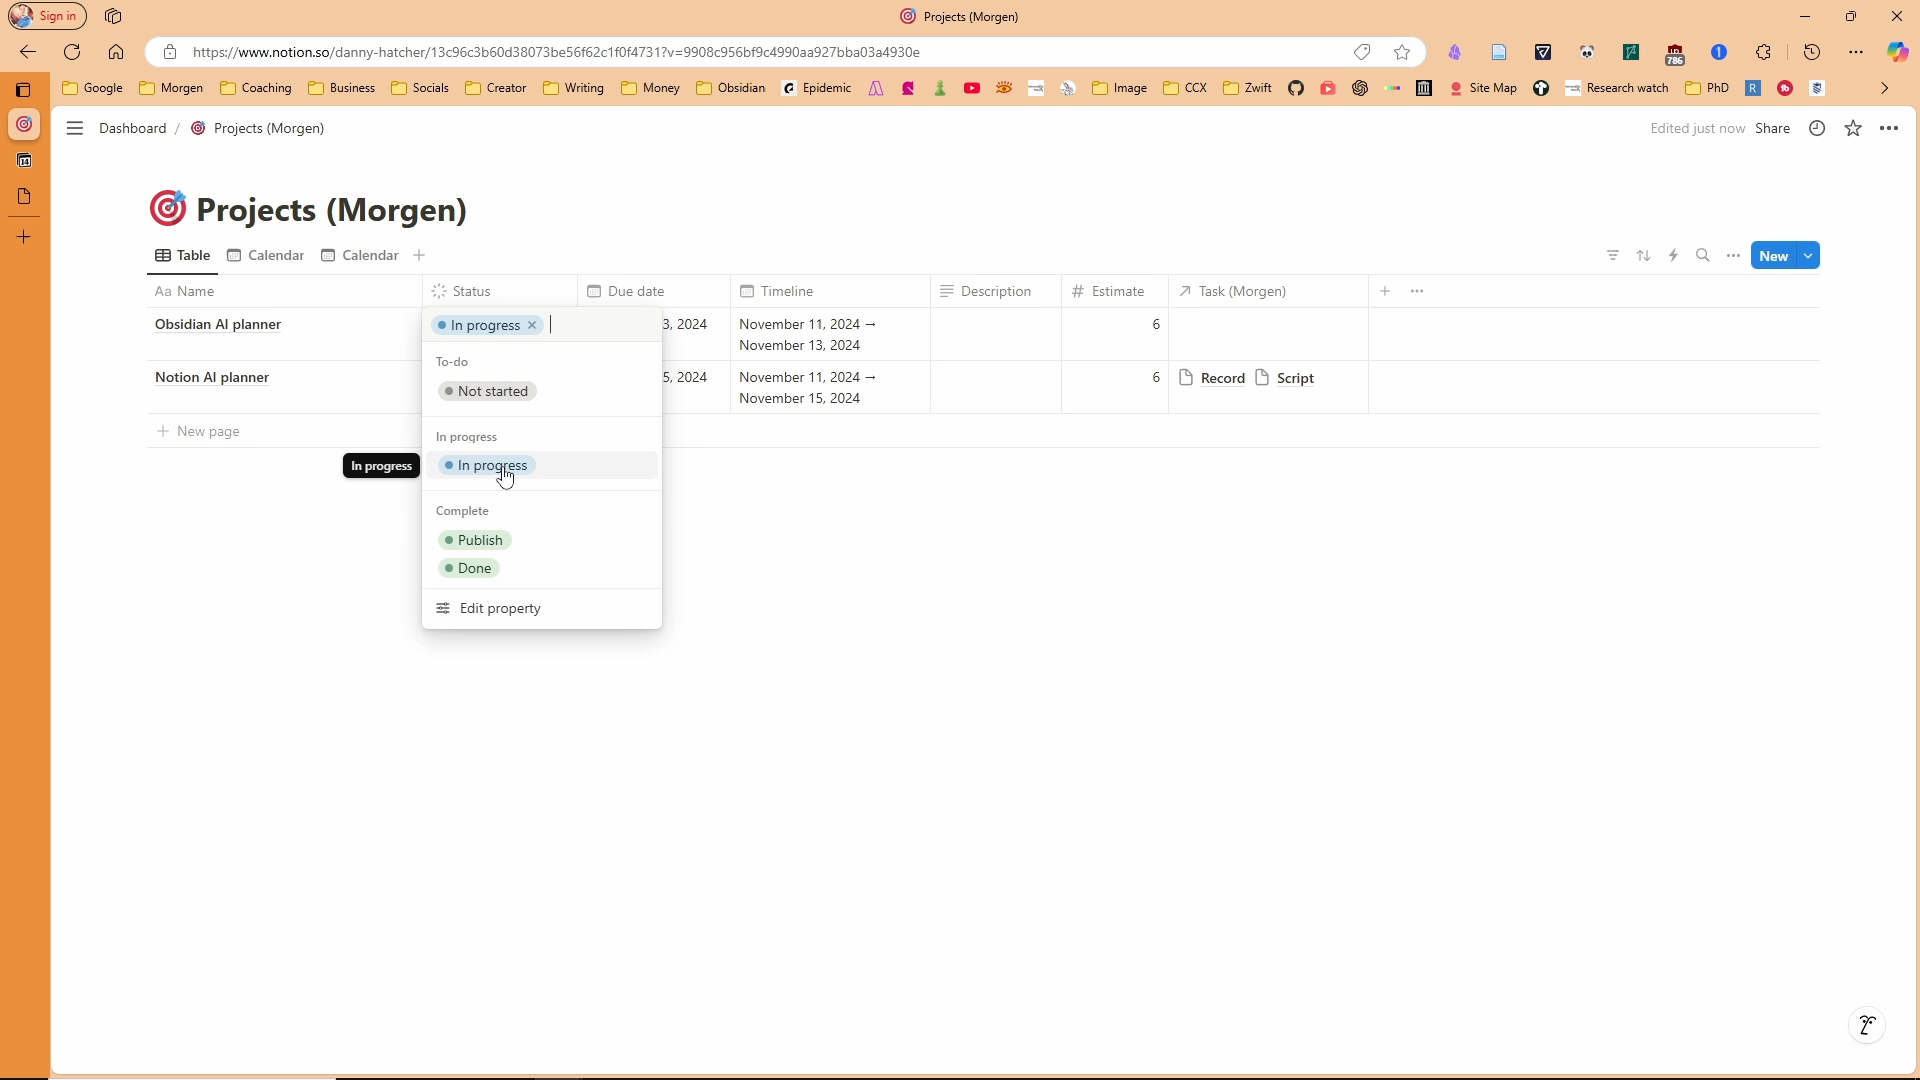 Sign in
Projects (Morgen)
https://www.notion.so/danny-hatcher/13c96c3b60d38073be56f62c1f0f4731?v=9908c956bf9c4990aa927bba03a4930e
786
Google Morgen Coaching Business Socials Creator Writing Money Obsidian Epidemic Image CCX Zwift Site Map Research watch PhD R
Dashboard / Projects (Morgen)
Edited just now Share
14
Projects (Morgen)
Table Calendar Calendar
New
Aa Name Status Due date Timeline Description # Estimate Task (Morgen)
Obsidian AI planner In progress 3, 2024 November 11, 2024 → 6
November 13, 2024
To-do
Notion AI planner 5, 2024 November 11, 2024 → 6 Record Script
Not started November 15, 2024
New page
In progress
In progress In progress
Complete
Publish
Done
Edit property